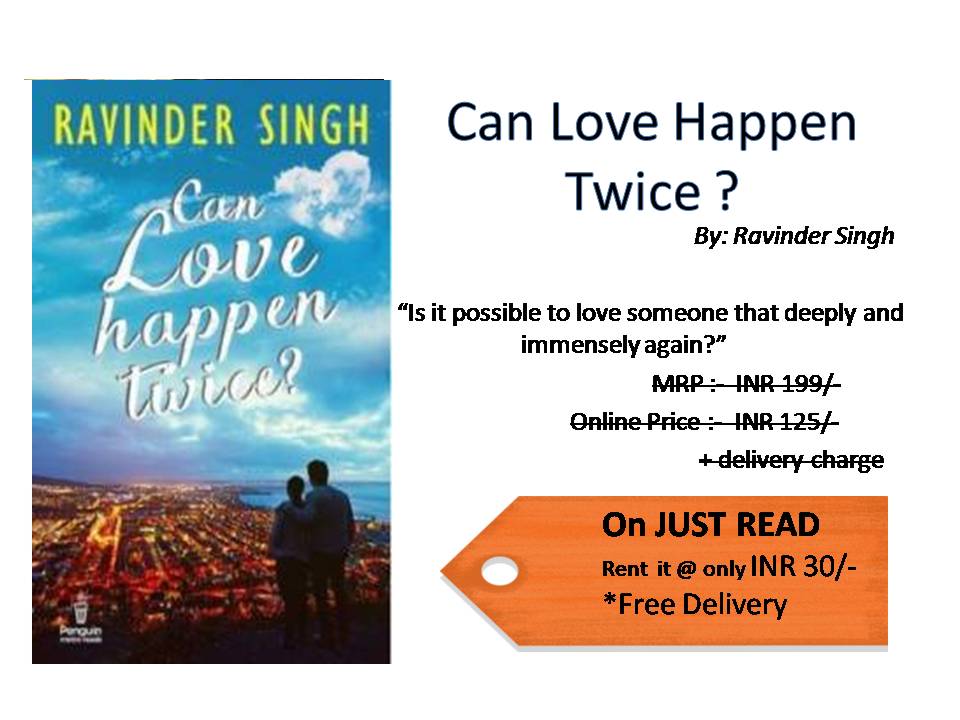 RAVINDER SINGH
Can
Love
happen
twice?
Penguin
Can Love Happen
Twice ?
By: Ravinder Singh
“Is it possible to love someone that deeply and
immensely again?”
MRP :- INR 199/-
Online Price :- INR 125/-
+ delivery charge
On JUST READ
Rent it @ only INR 30/-
*Free Delivery